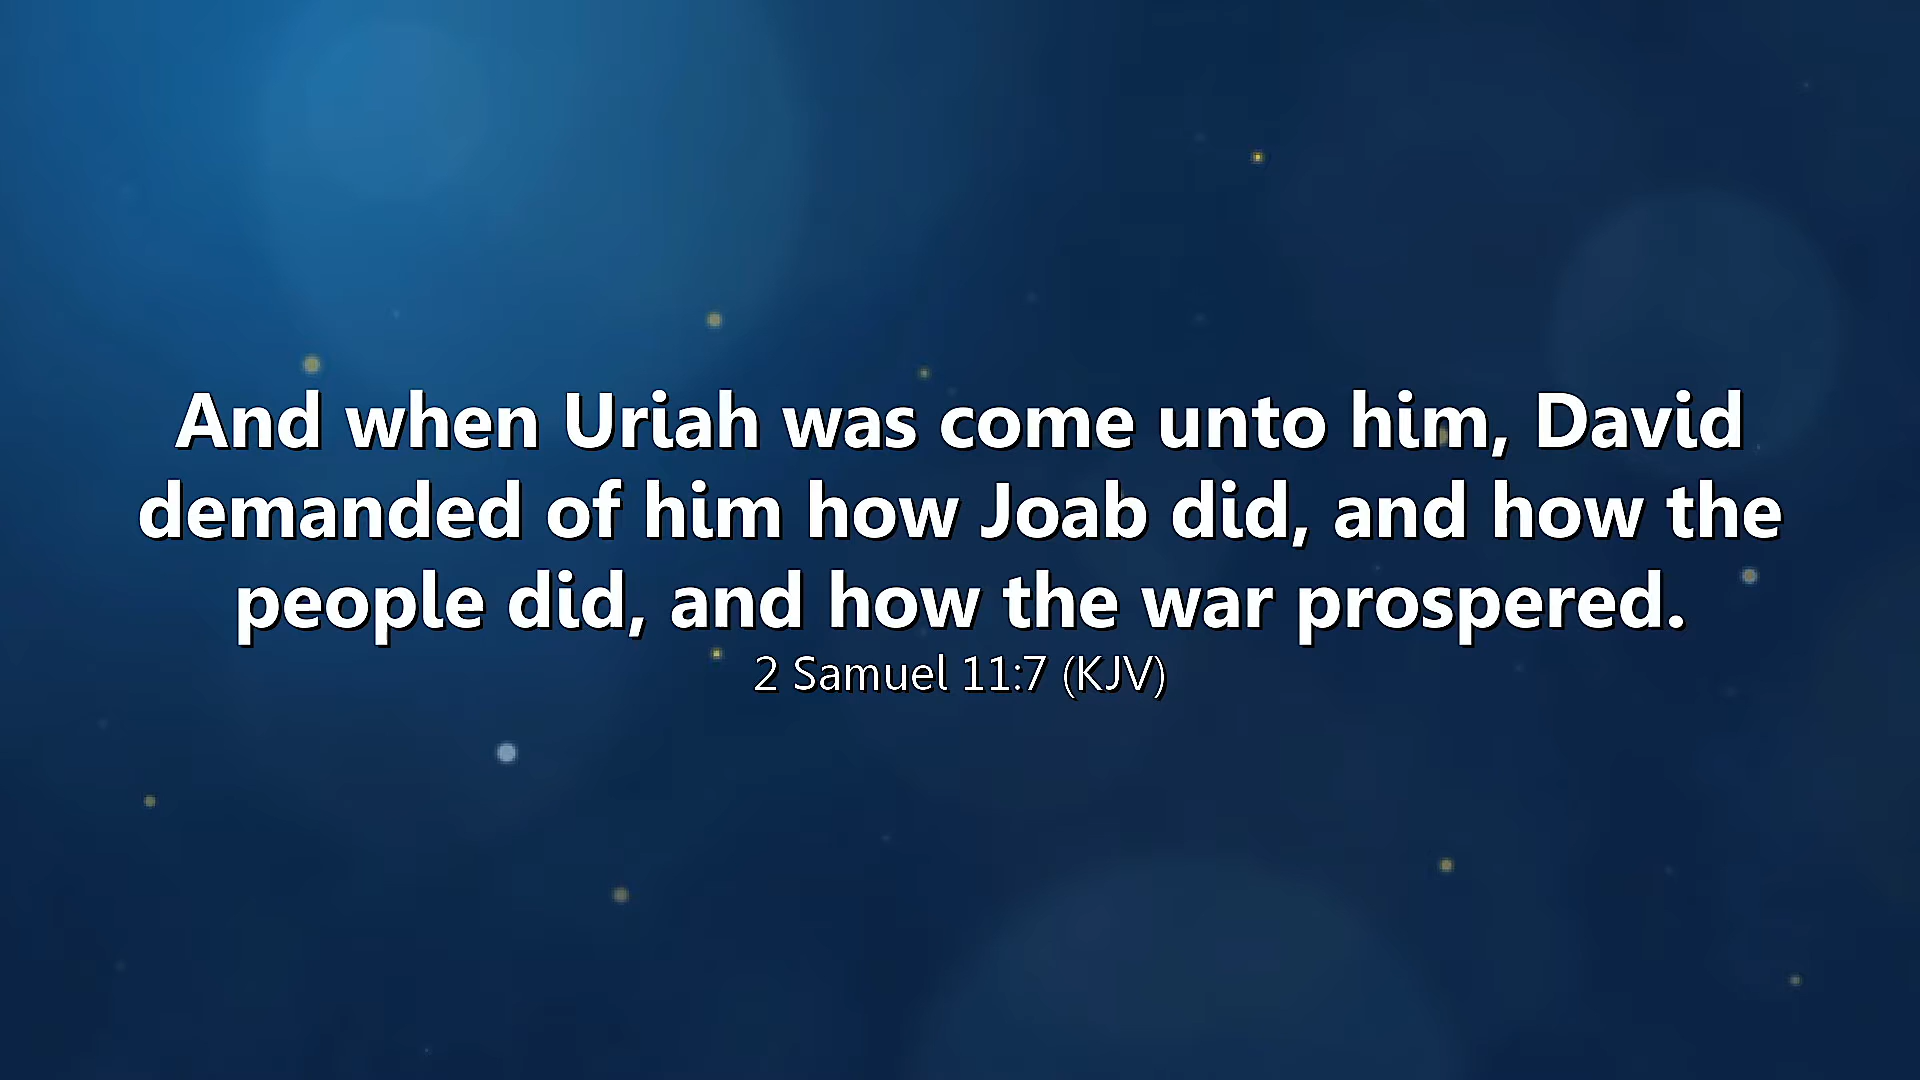 And when Uriah was come unto him, David
demanded of him how Joab did, and how the
people did, and how the war prospered.
2 Samuel 11:7 (KJV)